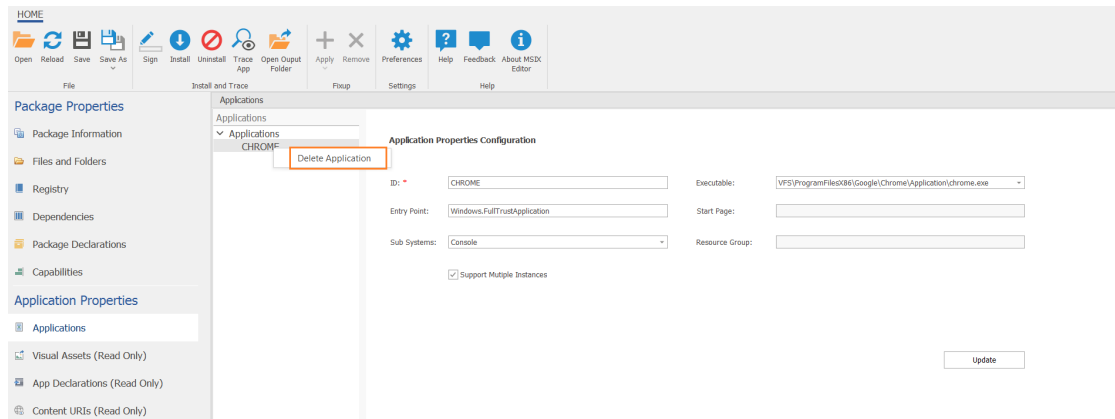 HOME
Open Reload Save Save As Sign Install Uninstall Trace App Open Ouput Folder Apply Remove Preferences Help Feedback About MSIX Editor
File Install and Trace Fixup Settings Help
Package Properties
Package Information
Files and Folders
Registry
Dependencies
Package Declarations
Capabilities
Application Properties
Applications
Visual Assets (Read Only)
App Declarations (Read Only)
Content URIs (Read Only)
Applications
Applications
Applications
CHROME
Delete Application
Application Properties Configuration
ID: * CHROME Executable: VFS\ProgramFilesX86\Google\Chrome\Application\chrome.exe
Entry Point: Windows.FullTrustApplication Start Page:
Sub Systems: Console Resource Group:
Support Mutiple Instances
Update